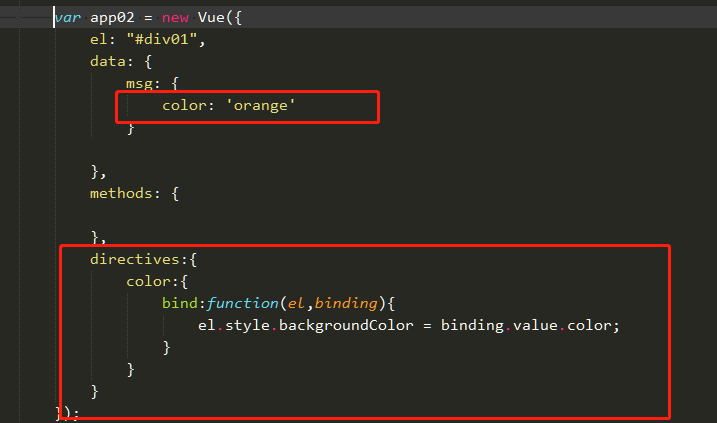 var app02 = new Vue({
el: "#div01",
data: {
msg: {
color: 'orange'
}
},
methods: {
},
directives:{
color:{
bind:function(el,binding){
el.style.backgroundColor = binding.value.color;
}
}
}
});